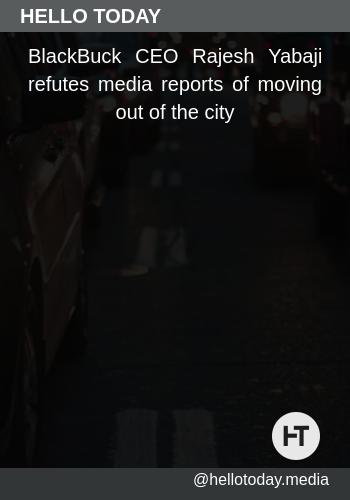 HELLO TODAY
BlackBuck CEO Rajesh Yabaji
refutes media reports of moving
out of the city
HT
@hellotoday.media